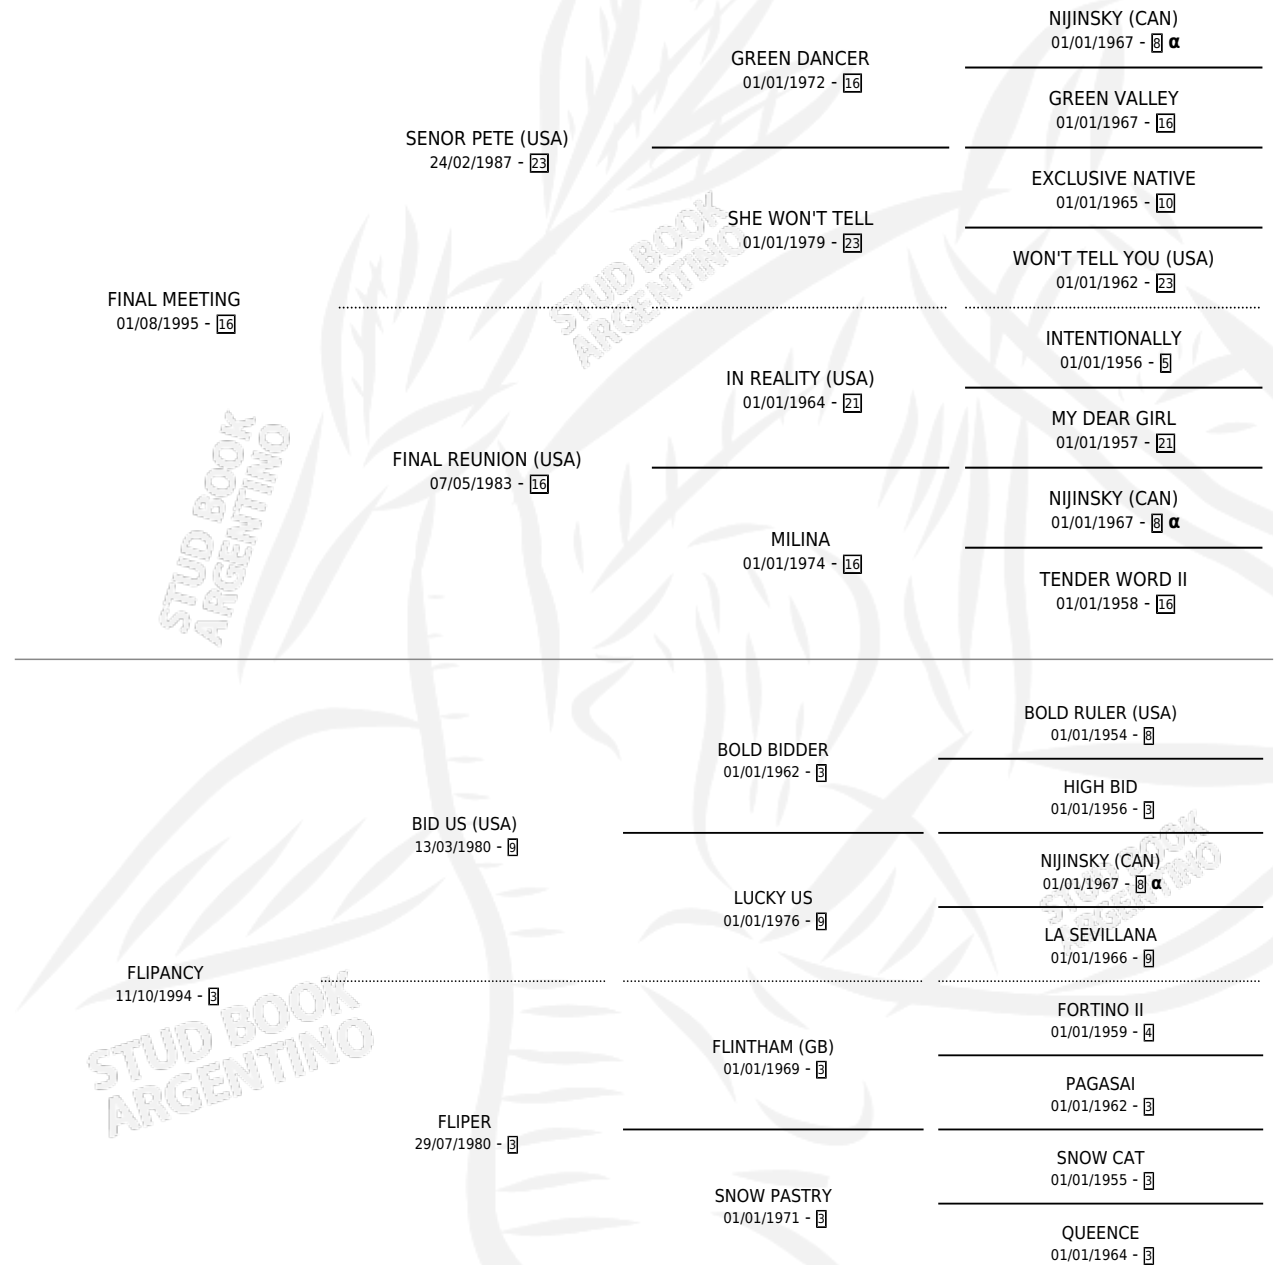 NIJINSKY (CAN)
01/01/1967 - 8 α
GREEN DANCER
01/01/1972 - 16
GREEN VALLEY
01/01/1967 - 16
SENOR PETE (USA)
24/02/1987 - 23
EXCLUSIVE NATIVE
01/01/1965 - 10
SHE WON'T TELL
01/01/1979 - 23
WON'T TELL YOU (USA)
01/01/1962 - 23
STUD BOOK
ARGENTINO
FINAL MEETING
01/08/1995 - 16
INTENTIONALLY
01/01/1956 - 5
IN REALITY (USA)
01/01/1964 - 21
MY DEAR GIRL
01/01/1957 - 21
FINAL REUNION (USA)
07/05/1983 - 16
NIJINSKY (CAN)
01/01/1967 - 8 α
MILINA
01/01/1974 - 16
TENDER WORD II
01/01/1958 - 16
STUD BOOK
ARGENTINO
BOLD RULER (USA)
01/01/1954 - 8
BOLD BIDDER
01/01/1962 - 3
HIGH BID
01/01/1956 - 3
BID US (USA)
13/03/1980 - 9
NIJINSKY (CAN)
01/01/1967 - 8 α
LUCKY US
01/01/1976 - 9
LA SEVILLANA
01/01/1966 - 9
STUD BOOK
ARGENTINO
FLIPANCY
11/10/1994 - 3
STUD BOOK
ARGENTINO
FORTINO II
01/01/1959 - 4
FLINTHAM (GB)
01/01/1969 - 3
PAGASAI
01/01/1962 - 3
FLIPER
29/07/1980 - 3
SNOW CAT
01/01/1955 - 3
SNOW PASTRY
01/01/1971 - 3
QUEENCE
01/01/1964 - 3